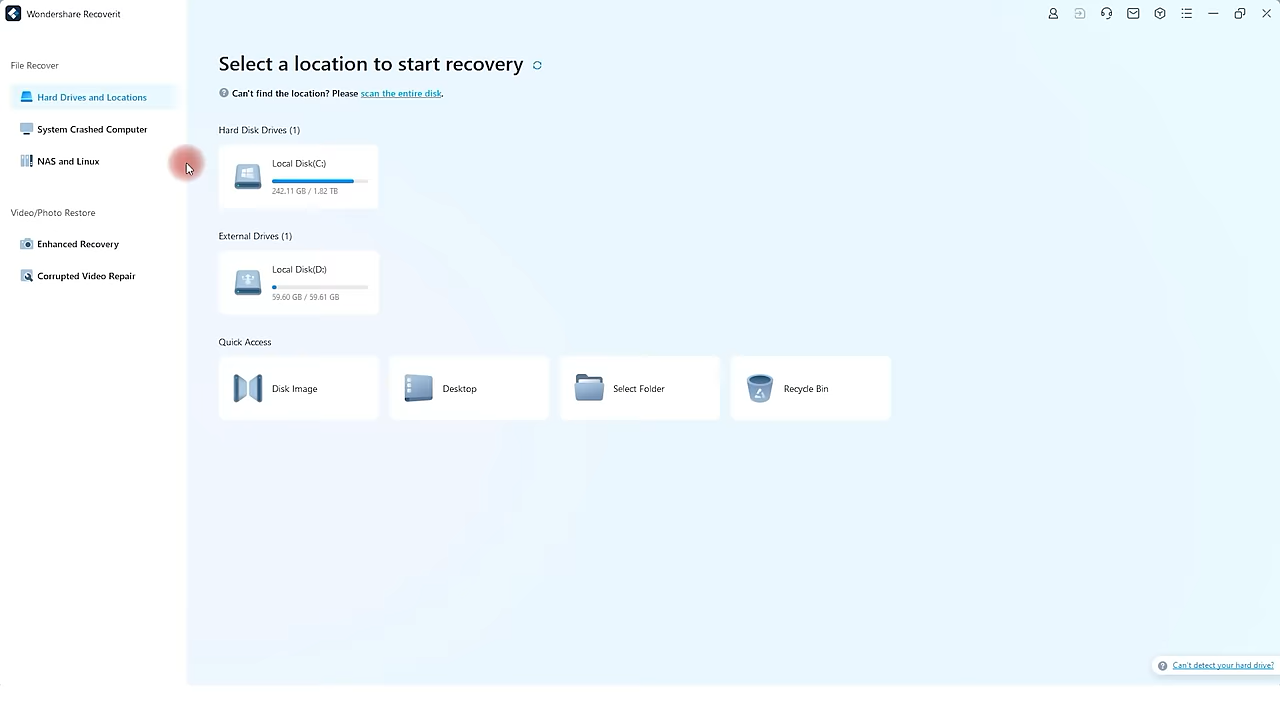 Wondershare Recoverit
File Recover
Hard Drives and Locations
System Crashed Computer
NAS and Linux
Video/Photo Restore
Enhanced Recovery
Corrupted Video Repair
Select a location to start recovery
Can't find the location? Please scan the entire disk.
Hard Disk Drives (1)
Local Disk(C:)
242.11 GB / 1.82 TB
External Drives (1)
Local Disk(D:)
59.60 GB / 59.61 GB
Quick Access
Disk Image
Desktop
Select Folder
Recycle Bin
Can't detect your hard drive?